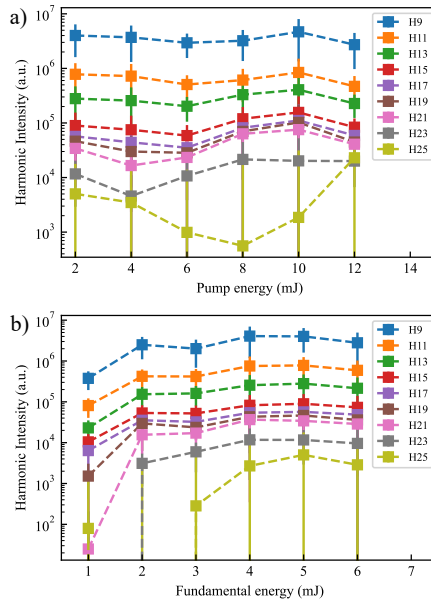 a)
10^7
10^6
10^5
10^4
10^3
Harmonic Intensity (a.u.)
2 4 6 8 10 12 14
Pump energy (mJ)
H9
H11
H13
H15
H17
H19
H21
H23
H25
b)
10^7
10^6
10^5
10^4
10^3
10^2
Harmonic Intensity (a.u.)
1 2 3 4 5 6 7
Fundamental energy (mJ)
H9
H11
H13
H15
H17
H19
H21
H23
H25